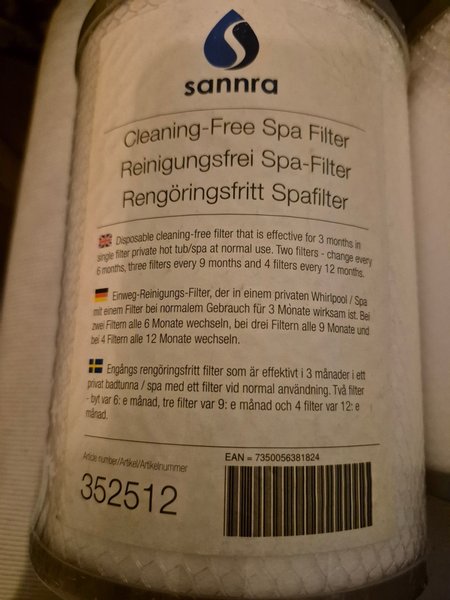 sannra
Cleaning-Free Spa Filter
Reinigungsfrei Spa-Filter
Rengöringsfritt Spafilter
Disposable cleaning-free filter that is effective for 3 months in
single filter private hot tub/spa at normal use. Two filters - change every
6 months, three filters every 9 months and 4 filters every 12 months.
Einweg-Reinigungs-Filter, der in einem privaten Whirlpool / Spa
mit einem Filter bei normalem Gebrauch für 3 Monate wirksam ist. Bei
zwei Filtern alle 6 Monate wechseln, bei drei Filtern alle 9 Monate und
bei 4 Filtern alle 12 Monate wechseln.
Engångs rengöringsfritt filter som är effektivt i 3 månader i ett
privat badtunna / spa med ett filter vid normal användning. Två filter
- byt var 6: e månad, tre filter var 9: e månad och 4 filter var 12: e
månad.
Article number/Artikel/Artikelnummer
352512
EAN = 7350056381824